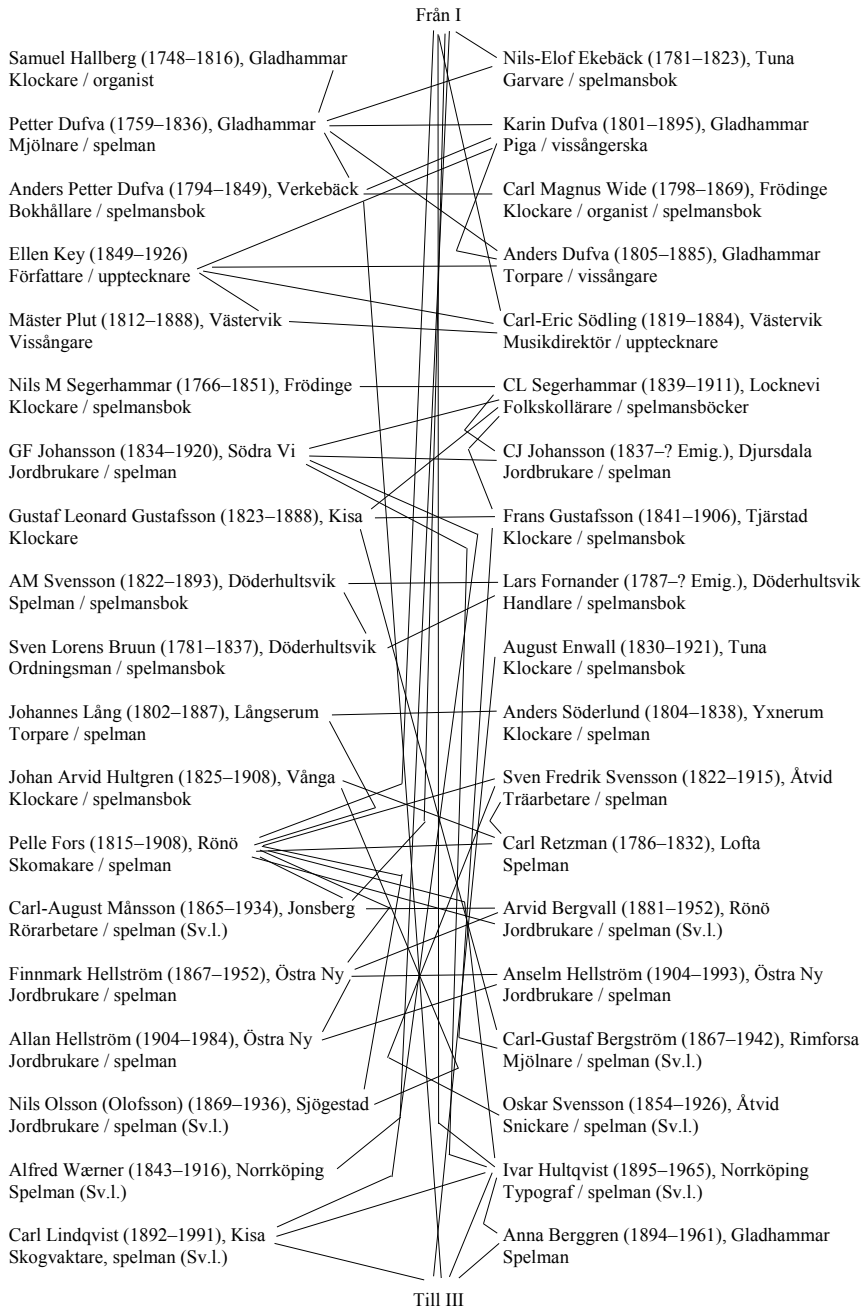 Från I
Samuel Hallberg (1748–1816), Gladhammar
Klockare / organist
Nils-Elof Ekebäck (1781–1823), Tuna
Garvare / spelmansbok
Petter Dufva (1759–1836), Gladhammar
Mjölnare / spelman
Karin Dufva (1801–1895), Gladhammar
Piga / vissångerska
Anders Petter Dufva (1794–1849), Verkebäck
Bokhållare / spelmansbok
Carl Magnus Wide (1798–1869), Frödinge
Klockare / organist / spelmansbok
Ellen Key (1849–1926)
Författare / upptecknare
Anders Dufva (1805–1885), Gladhammar
Torpare / vissångare
Mäster Plut (1812–1888), Västervik
Vissångare
Carl-Eric Södling (1819–1884), Västervik
Musikdirektör / upptecknare
Nils M Segerhammar (1766–1851), Frödinge
Klockare / spelmansbok
CL Segerhammar (1839–1911), Locknevi
Folkskollärare / spelmansböcker
GF Johansson (1834–1920), Södra Vi
Jordbrukare / spelman
CJ Johansson (1837–? Emig.), Djursdala
Jordbrukare / spelman
Gustaf Leonard Gustafsson (1823–1888), Kisa
Klockare
Frans Gustafsson (1841–1906), Tjärstad
Klockare / spelmansbok
AM Svensson (1822–1893), Döderhultsvik
Spelman / spelmansbok
Lars Fornander (1787–? Emig.), Döderhultsvik
Handlare / spelmansbok
Sven Lorens Bruun (1781–1837), Döderhultsvik
Ordningsman / spelmansbok
August Enwall (1830–1921), Tuna
Klockare / spelmansbok
Johannes Lång (1802–1887), Långserum
Torpare / spelman
Anders Söderlund (1804–1838), Yxnerum
Klockare / spelman
Johan Arvid Hultgren (1825–1908), Vånga
Klockare / spelmansbok
Sven Fredrik Svensson (1822–1915), Åtvid
Träarbetare / spelman
Pelle Fors (1815–1908), Rönö
Skomakare / spelman
Carl Retzman (1786–1832), Lofta
Spelman
Carl-August Månsson (1865–1934), Jonsberg
Rörarbetare / spelman (Sv.l.)
Arvid Bergvall (1881–1952), Rönö
Jordbrukare / spelman (Sv.l.)
Finnmark Hellström (1867–1952), Östra Ny
Jordbrukare / spelman
Anselm Hellström (1904–1993), Östra Ny
Jordbrukare / spelman
Allan Hellström (1904–1984), Östra Ny
Jordbrukare / spelman
Carl-Gustaf Bergström (1867–1942), Rimforsa
Mjölnare / spelman (Sv.l.)
Nils Olsson (Olofsson) (1869–1936), Sjögestad
Jordbrukare / spelman (Sv.l.)
Oskar Svensson (1854–1926), Åtvid
Snickare / spelman (Sv.l.)
Alfred Wærner (1843–1916), Norrköping
Spelman (Sv.l.)
Ivar Hultqvist (1895–1965), Norrköping
Typograf / spelman (Sv.l.)
Carl Lindqvist (1892–1991), Kisa
Skogvaktare, spelman (Sv.l.)
Anna Berggren (1894–1961), Gladhammar
Spelman
Till III